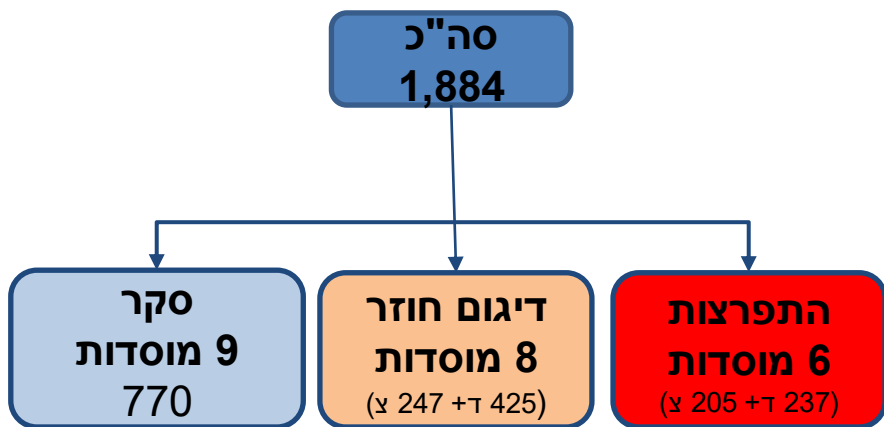 סה"כ
1,884
התפרצות
6 מוסדות
(237 ד+ 205 צ)
דיגום חוזר
8 מוסדות
(425 ד+ 247 צ)
סקר
9 מוסדות
770